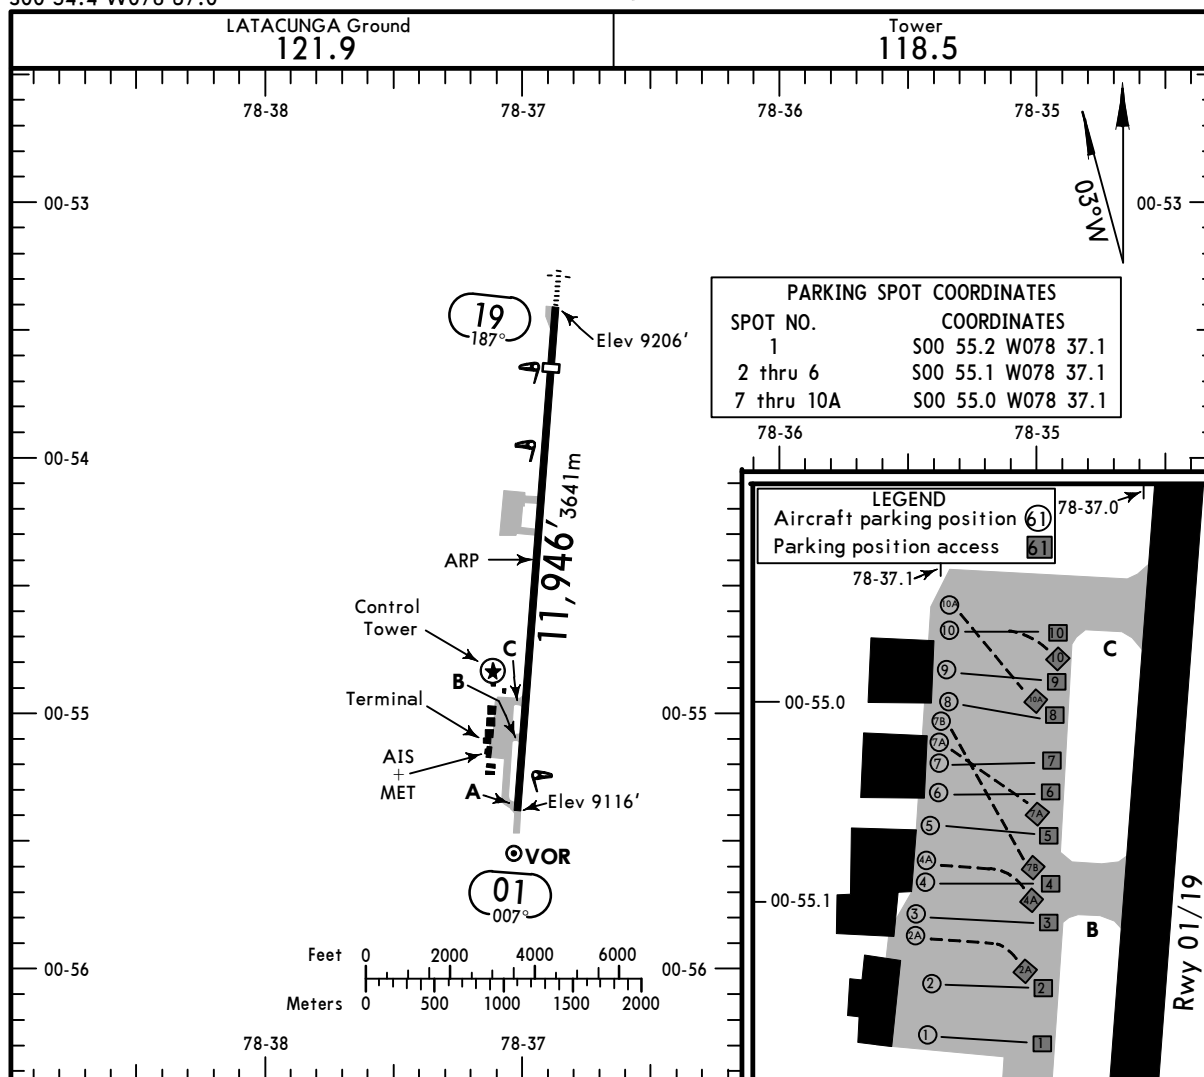 LATACUNGA Ground
121.9
Tower
118.5
78-38
78-37
78-36
78-35
00-53
00-53
03°W
19
187°
Elev 9206'
PARKING SPOT COORDINATES
SPOT NO. COORDINATES
1 S00 55.2 W078 37.1
2 thru 6 S00 55.1 W078 37.1
7 thru 10A S00 55.0 W078 37.1
78-36
78-35
00-54
11,946' 3641m
ARP
Control
Tower
C
B
Terminal
00-55
00-55
AIS
+
MET
A
Elev 9116'
VOR
01
007°
Feet 0 2000 4000 6000
Meters 0 500 1000 1500 2000
00-56
00-56
78-38
78-37
LEGEND
Aircraft parking position 61
Parking position access 61
78-37.0
78-37.1
10A
10 10
10
C
9 9
10A
00-55.0
8 8
7B
7A
7 7
6 6
7A
5 5
4A
7B
4 4
4A
00-55.1
3 3
B
2A
2A
2 2
1 1
Rwy 01/19